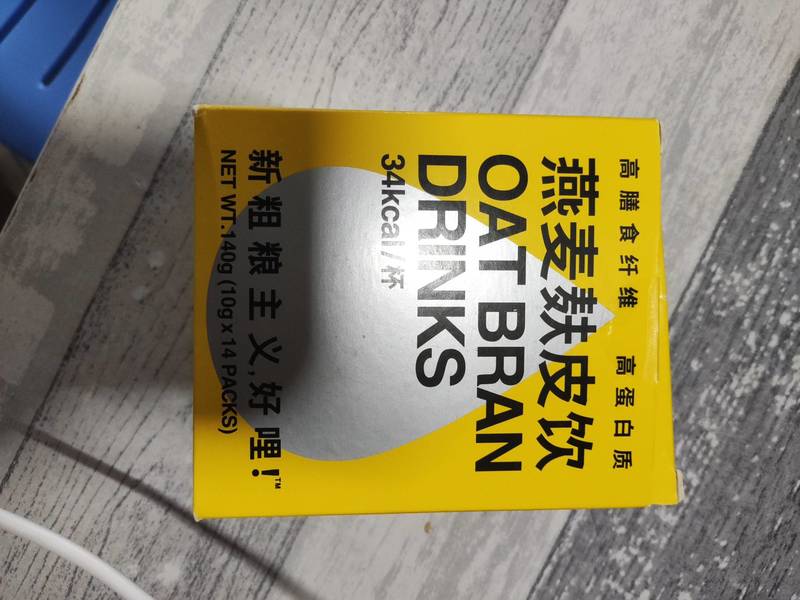 高膳食纤维 高蛋白质
燕麦麸皮饮
OAT BRAN
DRINKS
34kcal/杯
新粗粮主义,好哩!™
NET WT.140g (10g x 14 PACKS)